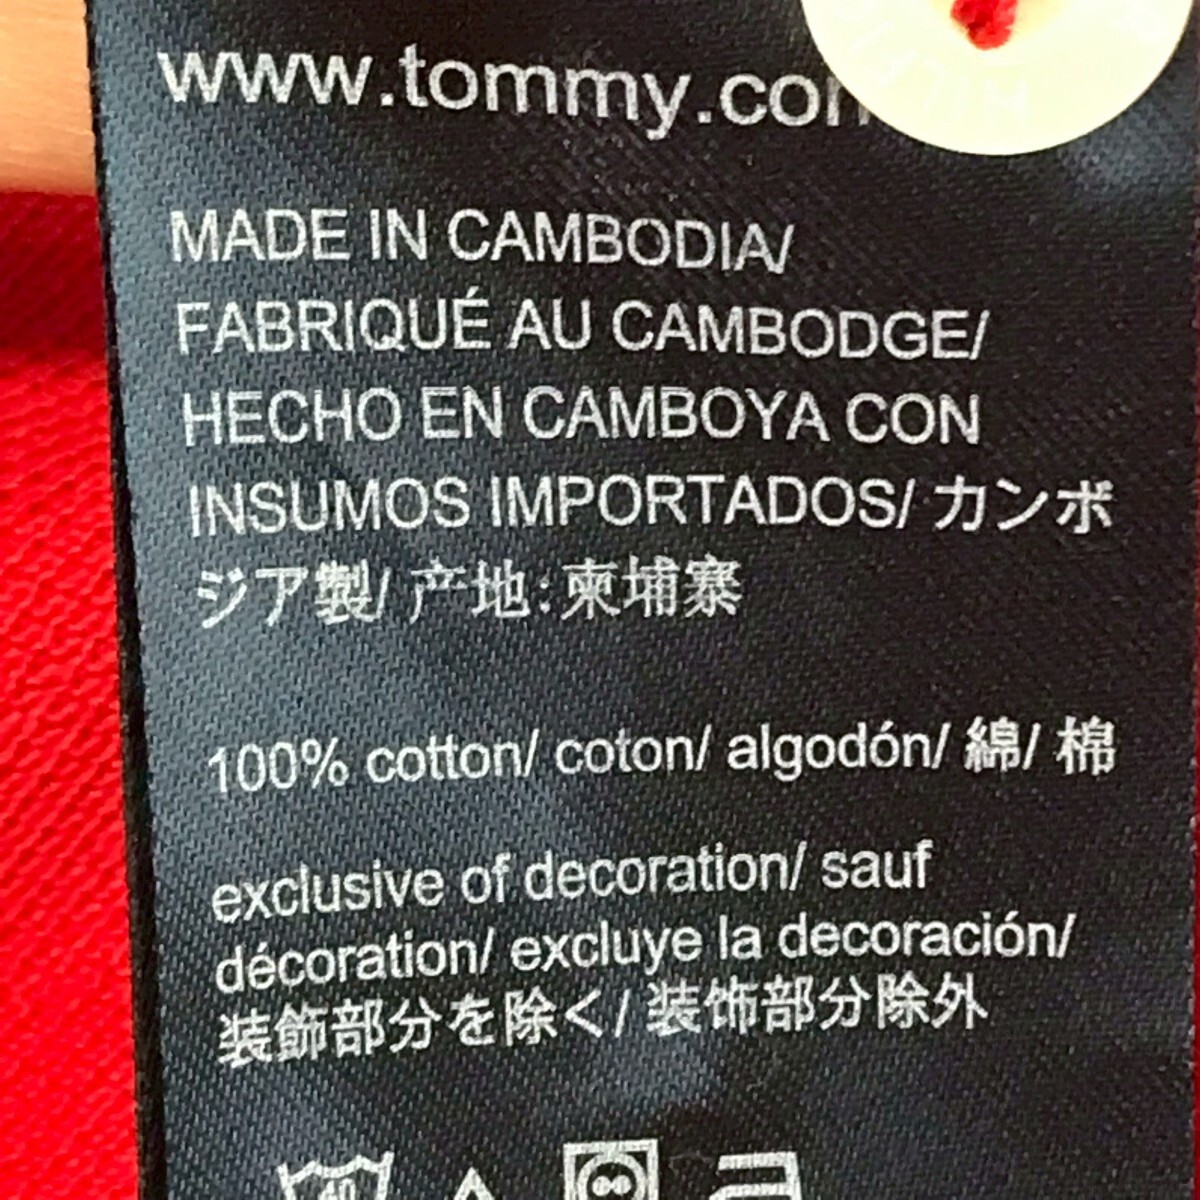 www.tommy.com
MADE IN CAMBODIA/
FABRIQUÉ AU CAMBODGE/
HECHO EN CAMBOYA CON
INSUMOS IMPORTADOS/ カンボ
ジア製/ 产地:柬埔寨
100% cotton/ coton/ algodón/ 綿/ 棉
exclusive of decoration/ sauf
décoration/ excluye la decoración/
装飾部分を除く/ 装饰部分除外
40